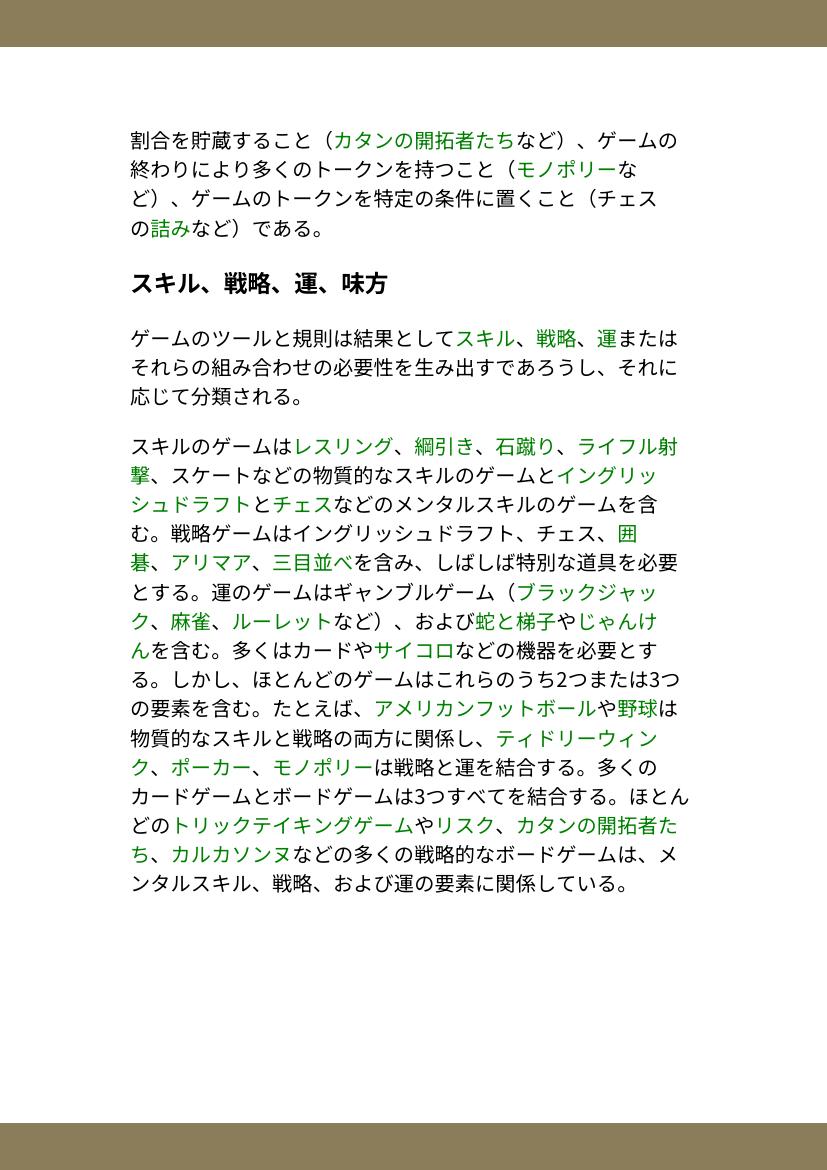 割合を貯蔵すること（カタンの開拓者たちなど）、ゲームの
終わりにより多くのトークンを持つこと（モノポリーな
ど）、ゲームのトークンを特定の条件に置くこと（チェス
の詰みなど）である。
スキル、戦略、運、味方
ゲームのツールと規則は結果としてスキル、戦略、運または
それらの組み合わせの必要性を生み出すであろうし、それに
応じて分類される。
スキルのゲームはレスリング、綱引き、石蹴り、ライフル射
撃、スケートなどの物質的なスキルのゲームとイングリッ
シュドラフトとチェスなどのメンタルスキルのゲームを含
む。戦略ゲームはイングリッシュドラフト、チェス、囲
碁、アリマア、三目並べを含み、しばしば特別な道具を必要
とする。運のゲームはギャンブルゲーム（ブラックジャッ
ク、麻雀、ルーレットなど）、および蛇と梯子やじゃんけ
んを含む。多くはカードやサイコロなどの機器を必要とす
る。しかし、ほとんどのゲームはこれらのうち2つまたは3つ
の要素を含む。たとえば、アメリカンフットボールや野球は
物質的なスキルと戦略の両方に関係し、ティドリーウィン
ク、ポーカー、モノポリーは戦略と運を結合する。多くの
カードゲームとボードゲームは3つすべてを結合する。ほとん
どのトリックテイキングゲームやリスク、カタンの開拓者た
ち、カルカソンヌなどの多くの戦略的なボードゲームは、メ
ンタルスキル、戦略、および運の要素に関係している。